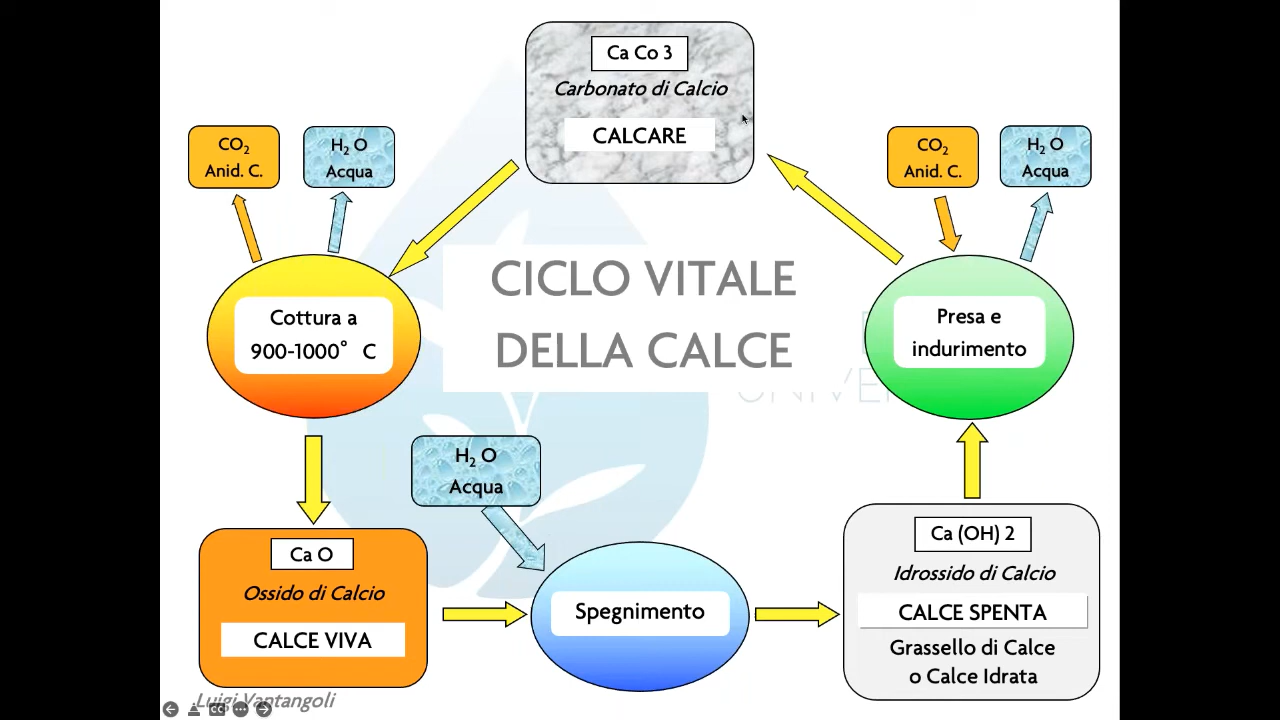 Ca Co 3
Carbonato di Calcio
CALCARE
CO₂
Anid. C.
H₂ O
Acqua
CO₂
Anid. C.
H₂ O
Acqua
CICLO VITALE
DELLA CALCE
Cottura a
900-1000° C
Presa e
indurimento
H₂ O
Acqua
Ca O
Ossido di Calcio
CALCE VIVA
Spegnimento
Ca (OH) 2
Idrossido di Calcio
CALCE SPENTA
Grassello di Calce
o Calce Idrata
Luigi Vantangoli